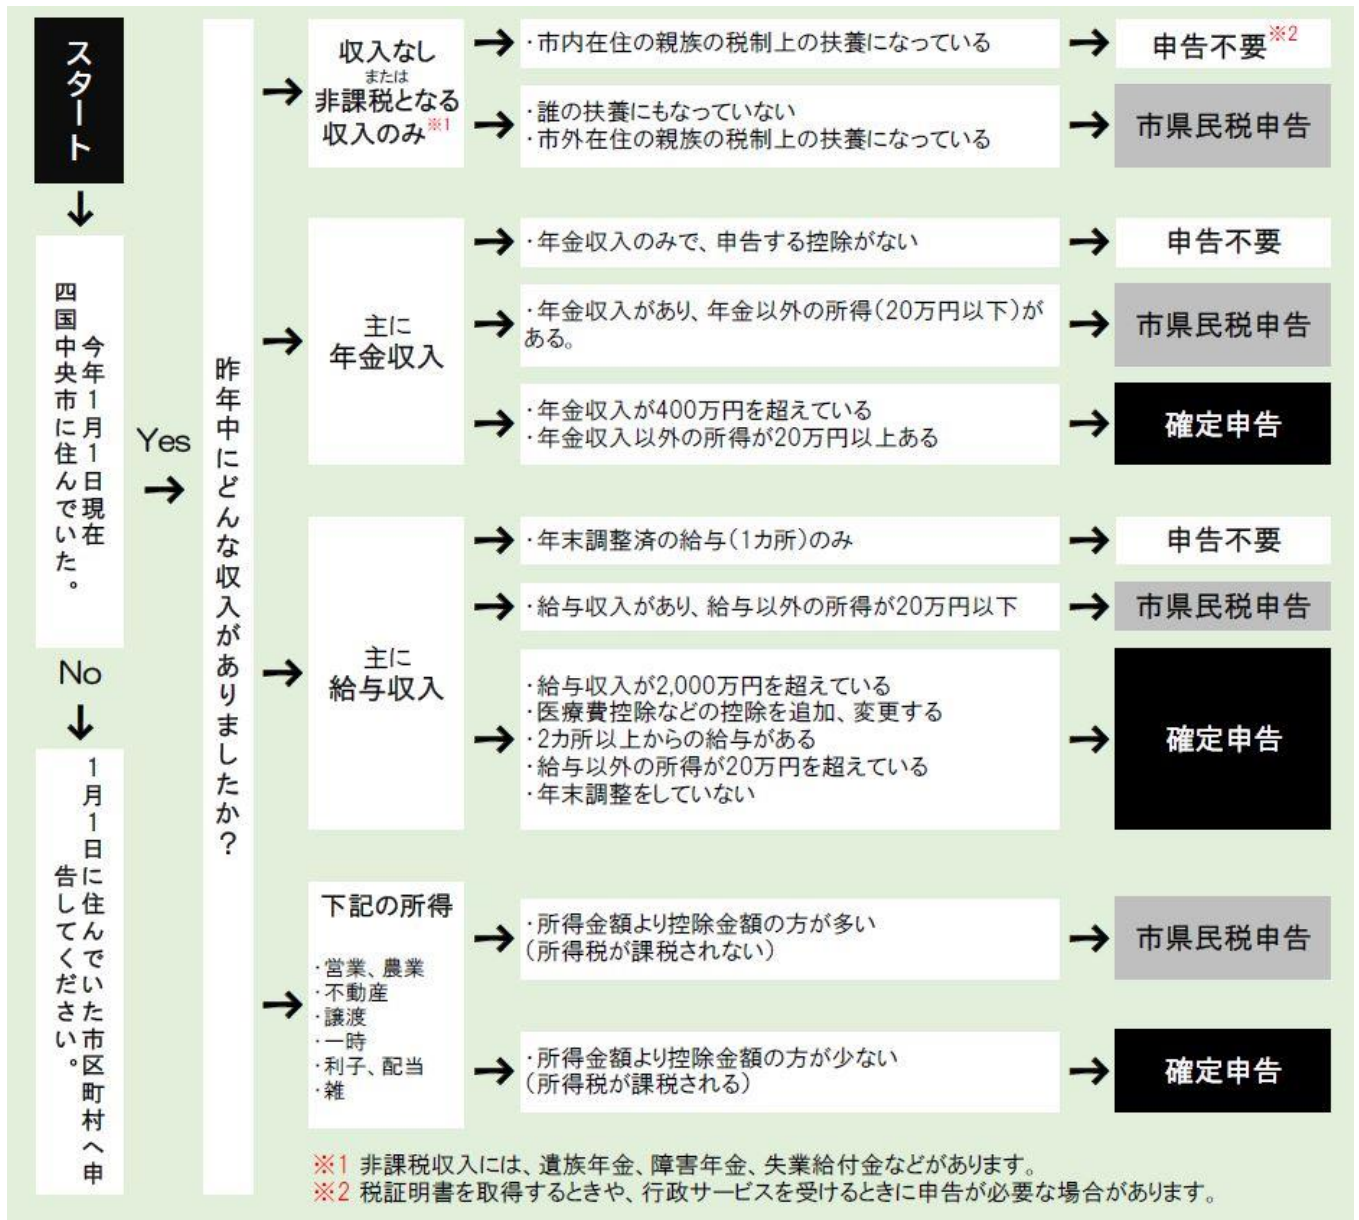 スタート
今年1月1日現在
四国中央市に住んでいた。
Yes
No
1月1日に住んでいた市区町村へ申
告してください。
昨年中にどんな収入がありましたか?
収入なし
または
非課税となる
収入のみ※1
・市内在住の親族の税制上の扶養になっている
申告不要※2
・誰の扶養にもなっていない
・市外在住の親族の税制上の扶養になっている
市県民税申告
主に
年金収入
・年金収入のみで、申告する控除がない
申告不要
・年金収入があり、年金以外の所得(20万円以下)が
ある。
市県民税申告
・年金収入が400万円を超えている
・年金収入以外の所得が20万円以上ある
確定申告
主に
給与収入
・年末調整済の給与(1カ所)のみ
申告不要
・給与収入があり、給与以外の所得が20万円以下
市県民税申告
・給与収入が2,000万円を超えている
・医療費控除などの控除を追加、変更する
・2カ所以上からの給与がある
・給与以外の所得が20万円を超えている
・年末調整をしていない
確定申告
下記の所得
・営業、農業
・不動産
・譲渡
・一時
・利子、配当
・雑
・所得金額より控除金額の方が多い
(所得税が課税されない)
市県民税申告
・所得金額より控除金額の方が少ない
(所得税が課税される)
確定申告
※1 非課税収入には、遺族年金、障害年金、失業給付金などがあります。
※2 税証明書を取得するときや、行政サービスを受けるときに申告が必要な場合があります。